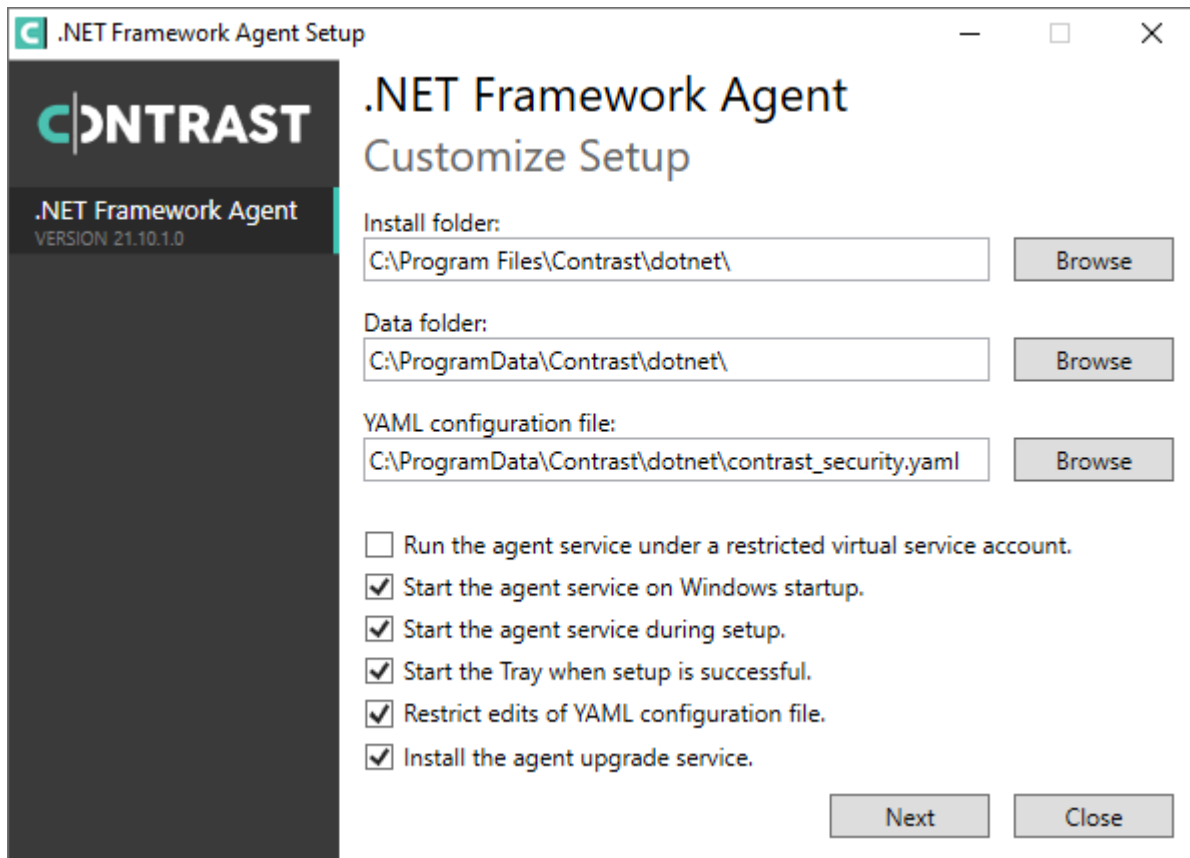 .NET Framework Agent Setup
CONTRAST
.NET Framework Agent
VERSION 21.10.1.0
.NET Framework Agent
Customize Setup
Install folder:
C:\Program Files\Contrast\dotnet\ Browse
Data folder:
C:\ProgramData\Contrast\dotnet\ Browse
YAML configuration file:
C:\ProgramData\Contrast\dotnet\contrast_security.yaml Browse
Run the agent service under a restricted virtual service account.
Start the agent service on Windows startup.
Start the agent service during setup.
Start the Tray when setup is successful.
Restrict edits of YAML configuration file.
Install the agent upgrade service.
Next Close